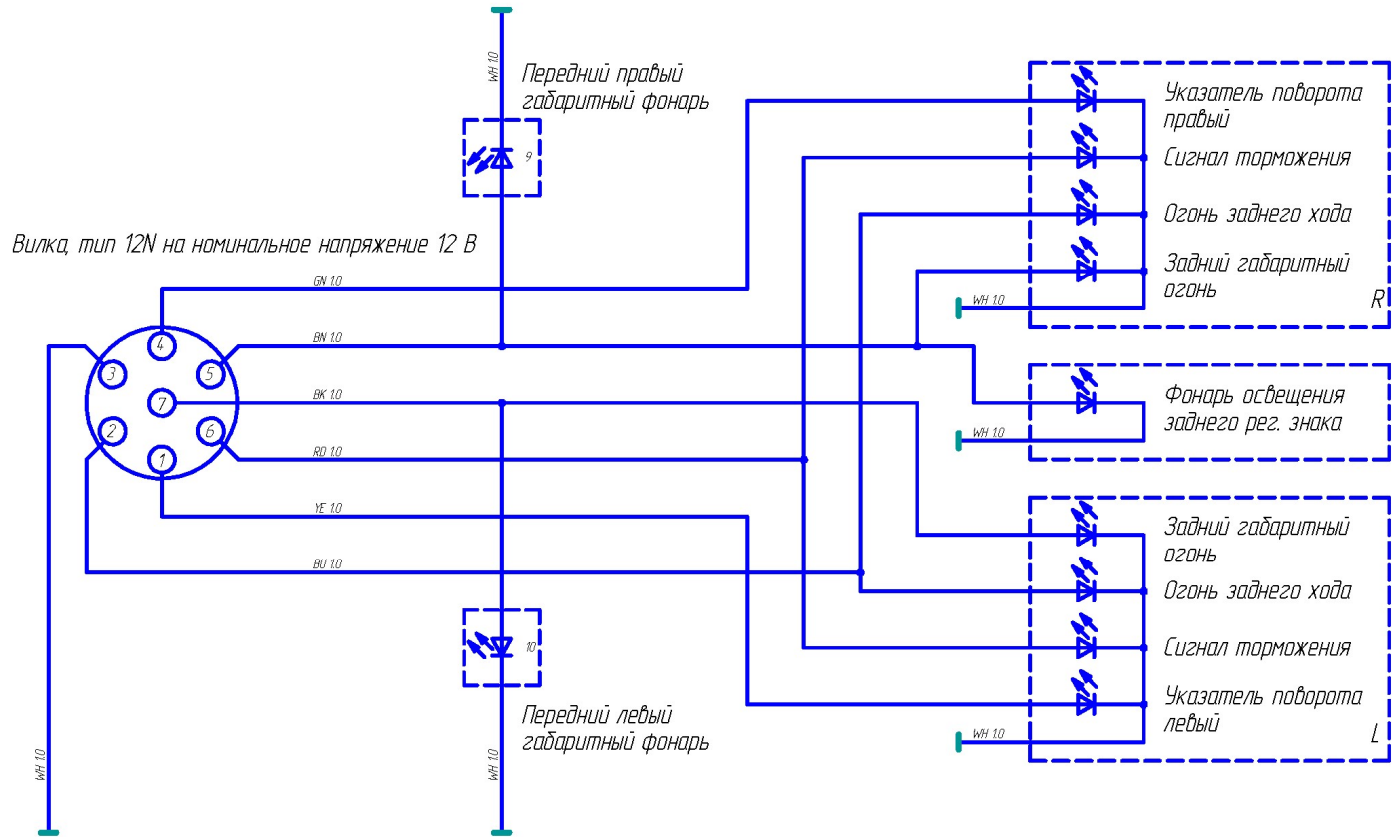 WH 1.0
Передний правый
габаритный фонарь
9
Указатель поворота
правый
Сигнал торможения
Огонь заднего хода
Задний габаритный
огонь
WH 1.0
R
Вилка, тип 12N на номинальное напряжение 12 В
GN 1.0
BN 1.0
BK 1.0
RD 1.0
YE 1.0
BU 1.0
4
3
5
7
2
6
1
Фонарь освещения
заднего рег. знака
WH 1.0
Задний габаритный
огонь
Огонь заднего хода
Сигнал торможения
Указатель поворота
левый
WH 1.0
L
10
Передний левый
габаритный фонарь
WH 1.0
WH 1.0